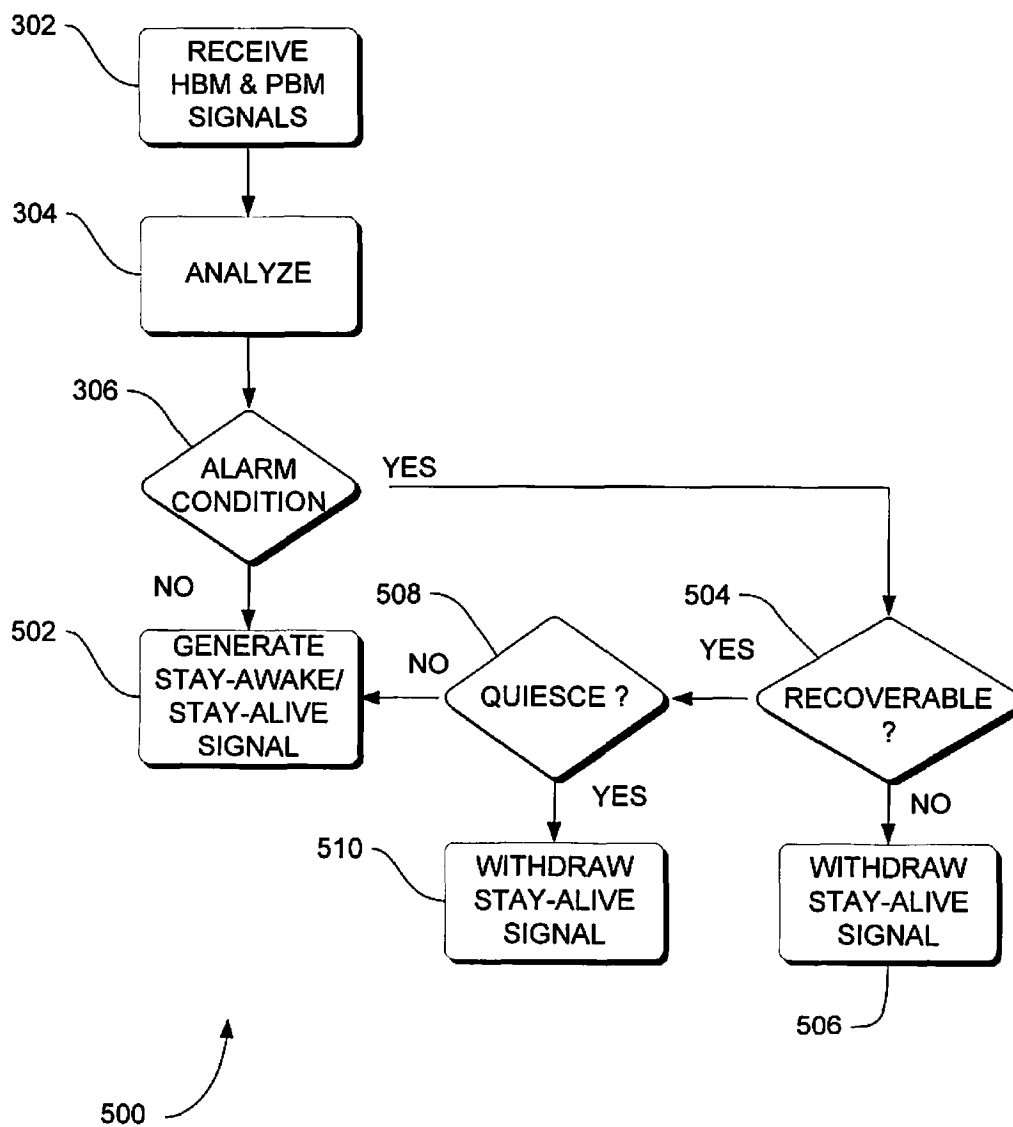 302
RECEIVE
HBM & PBM
SIGNALS
304
ANALYZE
306
ALARM
CONDITION
YES
NO
502
GENERATE
STAY-AWAKE/
STAY-ALIVE
SIGNAL
508
NO
QUIESCE ?
YES
504
YES
RECOVERABLE
?
NO
510
WITHDRAW
STAY-ALIVE
SIGNAL
WITHDRAW
STAY-ALIVE
SIGNAL
506
500